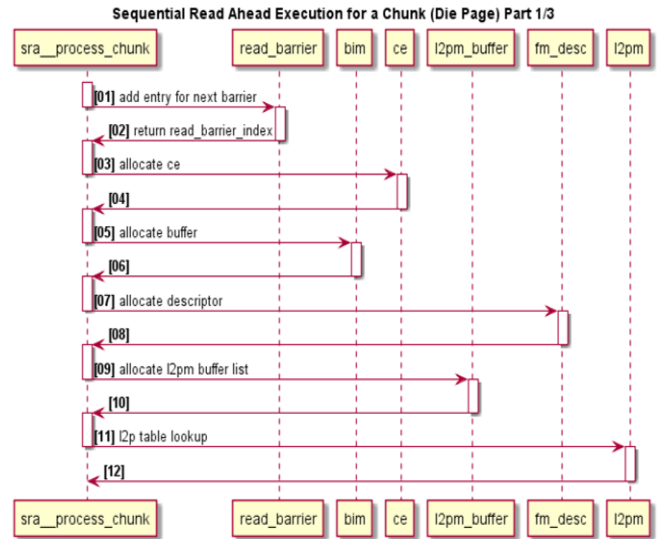 Sequential Read Ahead Execution for a Chunk (Die Page) Part 1/3
sra__process_chunk read_barrier bim ce l2pm_buffer fm_desc l2pm
[01] add entry for next barrier
[02] return read_barrier_index
[03] allocate ce
[04]
[05] allocate buffer
[06]
[07] allocate descriptor
[08]
[09] allocate l2pm buffer list
[10]
[11] l2p table lookup
[12]
sra__process_chunk read_barrier bim ce l2pm_buffer fm_desc l2pm